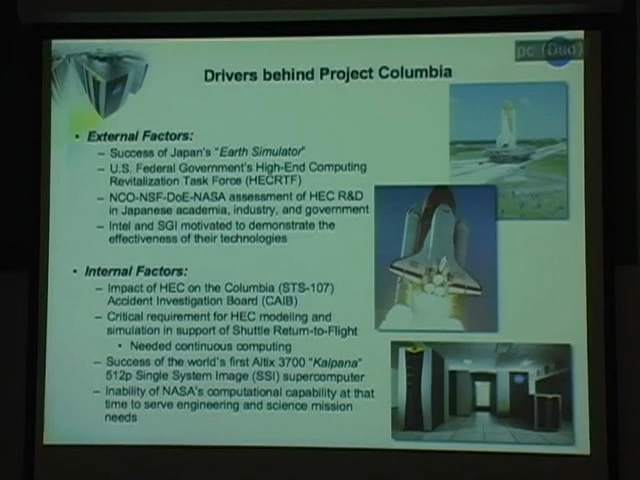 pc (Duo)
Drivers behind Project Columbia
• External Factors:
– Success of Japan's "Earth Simulator"
– U.S. Federal Government's High-End Computing
Revitalization Task Force (HECRTF)
– NCO-NSF-DoE-NASA assessment of HEC R&D
in Japanese academia, industry, and government
– Intel and SGI motivated to demonstrate the
effectiveness of their technologies
• Internal Factors:
– Impact of HEC on the Columbia (STS-107)
Accident Investigation Board (CAIB)
– Critical requirement for HEC modeling and
simulation in support of Shuttle Return-to-Flight
• Needed continuous computing
– Success of the world's first Altix 3700 "Kalpana"
512p Single System Image (SSI) supercomputer
– Inability of NASA's computational capability at that
time to serve engineering and science mission
needs